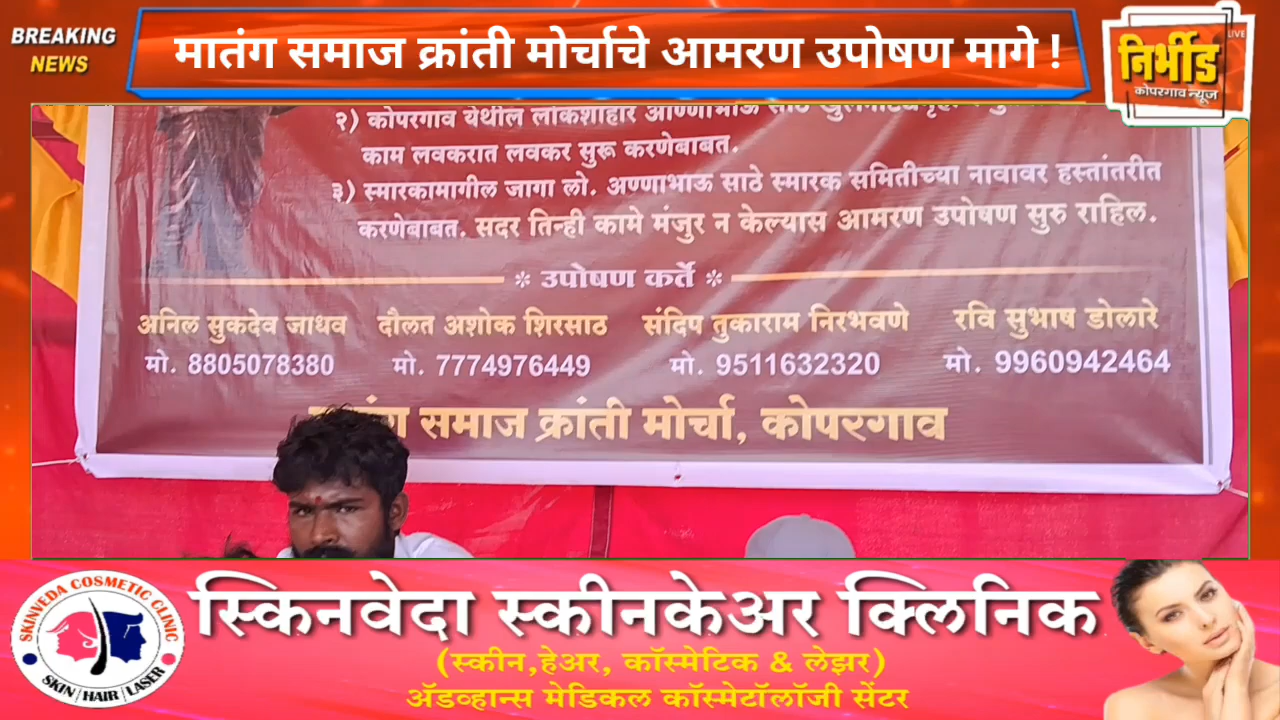 BREAKING
NEWS
मातंग समाज क्रांती मोर्चाचे आमरण उपोषण मागे !
LIVE
निर्भीड
कोपरगाव न्यूज
२) कोपरगाव येथील लोकशाहीर आण्णाभाऊ साठे
काम लवकरात लवकर सुरू करणेबाबत.
३) स्मारकामागील जागा लो. अण्णाभाऊ साठे स्मारक समितीच्या नावावर हस्तांतरीत
करणेबाबत. सदर तिन्ही कामे मंजुर न केल्यास आमरण उपोषण सुरु राहिल.
* उपोषण कर्ते *
अनिल सुकदेव जाधव दौलत अशोक शिरसाठ संदिप तुकाराम निरभवणे रवि सुभाष डोलारे
मो. 8805078380 मो. 7774976449 मो. 9511632320 मो. 9960942464
समाज क्रांती मोर्चा, कोपरगाव
SKINVEDA COSMETIC CLINIC
SKIN / HAIR / LASER
स्किनवेदा स्कीनकेअर क्लिनिक
(स्कीन,हेअर, कॉस्मेटिक & लेझर)
ॲडव्हान्स मेडिकल कॉस्मेटॉलॉजी सेंटर